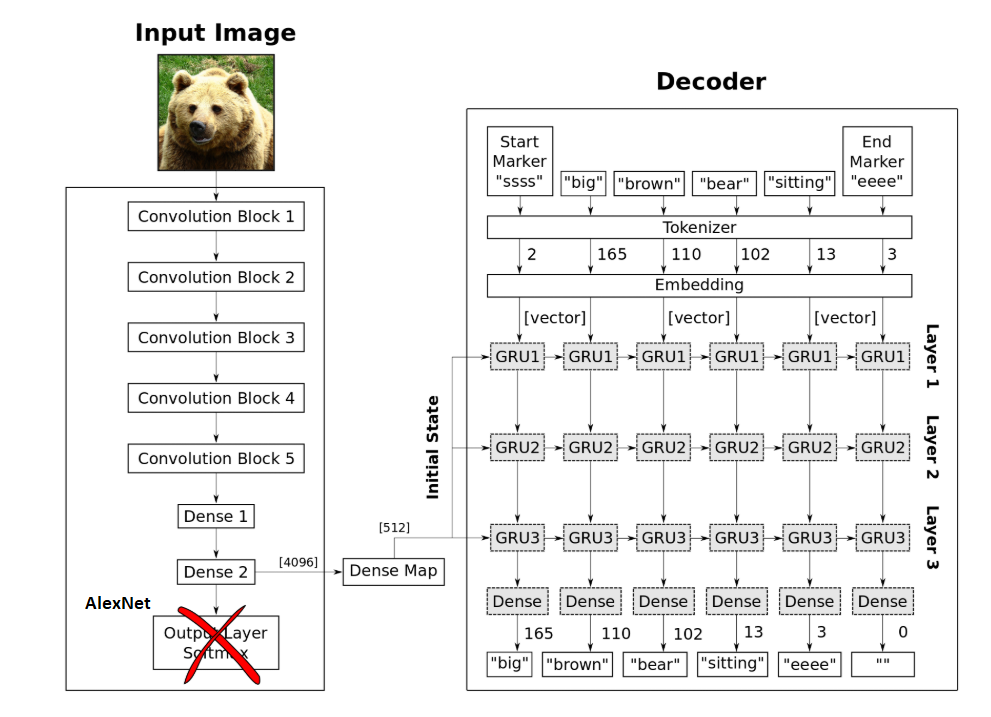 Input Image
Convolution Block 1
Convolution Block 2
Convolution Block 3
Convolution Block 4
Convolution Block 5
Dense 1
Dense 2
[4096]
AlexNet
Output Layer
Softmax
Dense Map
[512]
Initial State
Decoder
Start
Marker
"ssss"
"big"
"brown"
"bear"
"sitting"
End
Marker
"eeee"
Tokenizer
2 165 110 102 13 3
Embedding
[vector] [vector] [vector]
GRU1 GRU1 GRU1 GRU1 GRU1 GRU1
Layer 1
GRU2 GRU2 GRU2 GRU2 GRU2 GRU2
Layer 2
GRU3 GRU3 GRU3 GRU3 GRU3 GRU3
Layer 3
Dense Dense Dense Dense Dense Dense
165 110 102 13 3 0
"big" "brown" "bear" "sitting" "eeee" ""